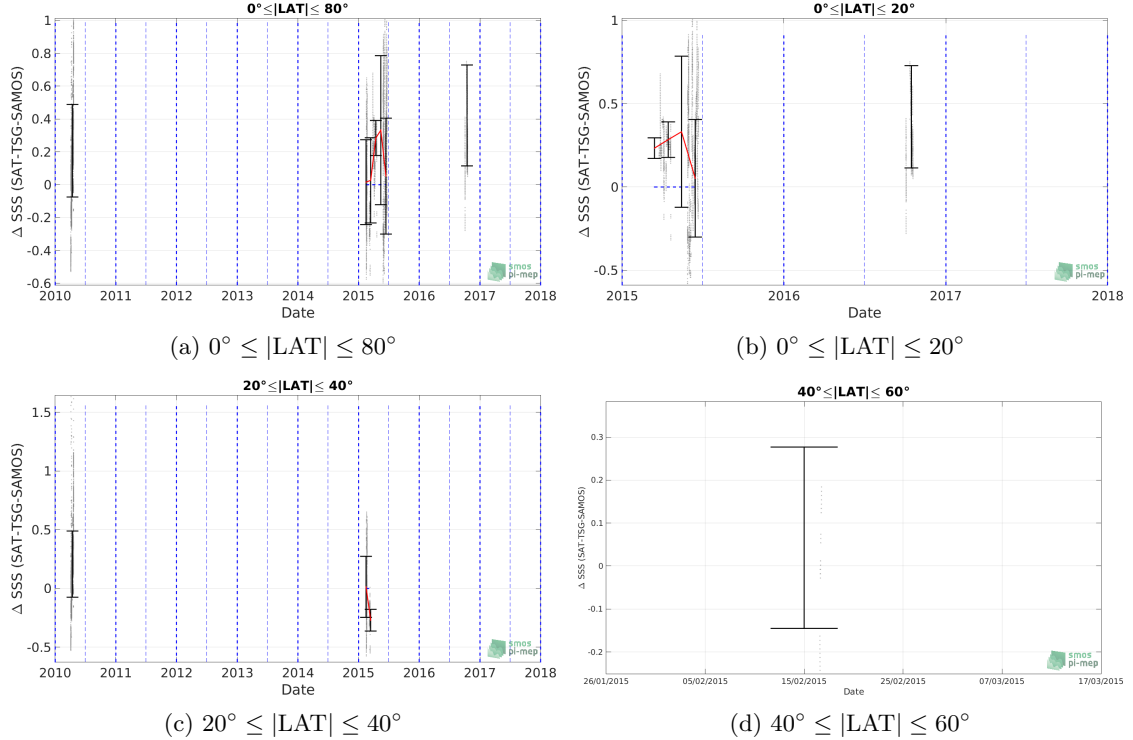 0°≤|LAT|≤ 80°
Δ SSS (SAT-TSG-SAMOS)
1
0.8
0.6
0.4
0.2
0
-0.2
-0.4
-0.6
2010 2011 2012 2013 2014 2015 2016 2017 2018
Date
smos
pi-mep
(a) 0° ≤ |LAT| ≤ 80°
0°≤|LAT|≤ 20°
Δ SSS (SAT-TSG-SAMOS)
1
0.5
0
-0.5
2015 2016 2017 2018
Date
smos
pi-mep
(b) 0° ≤ |LAT| ≤ 20°
20°≤|LAT|≤ 40°
Δ SSS (SAT-TSG-SAMOS)
1.5
1
0.5
0
-0.5
2010 2011 2012 2013 2014 2015 2016 2017 2018
Date
smos
pi-mep
(c) 20° ≤ |LAT| ≤ 40°
40°≤|LAT|≤ 60°
Δ SSS (SAT-TSG-SAMOS)
0.3
0.2
0.1
0
-0.1
-0.2
26/01/2015 05/02/2015 15/02/2015 25/02/2015 07/03/2015 17/03/2015
Date
smos
pi-mep
(d) 40° ≤ |LAT| ≤ 60°